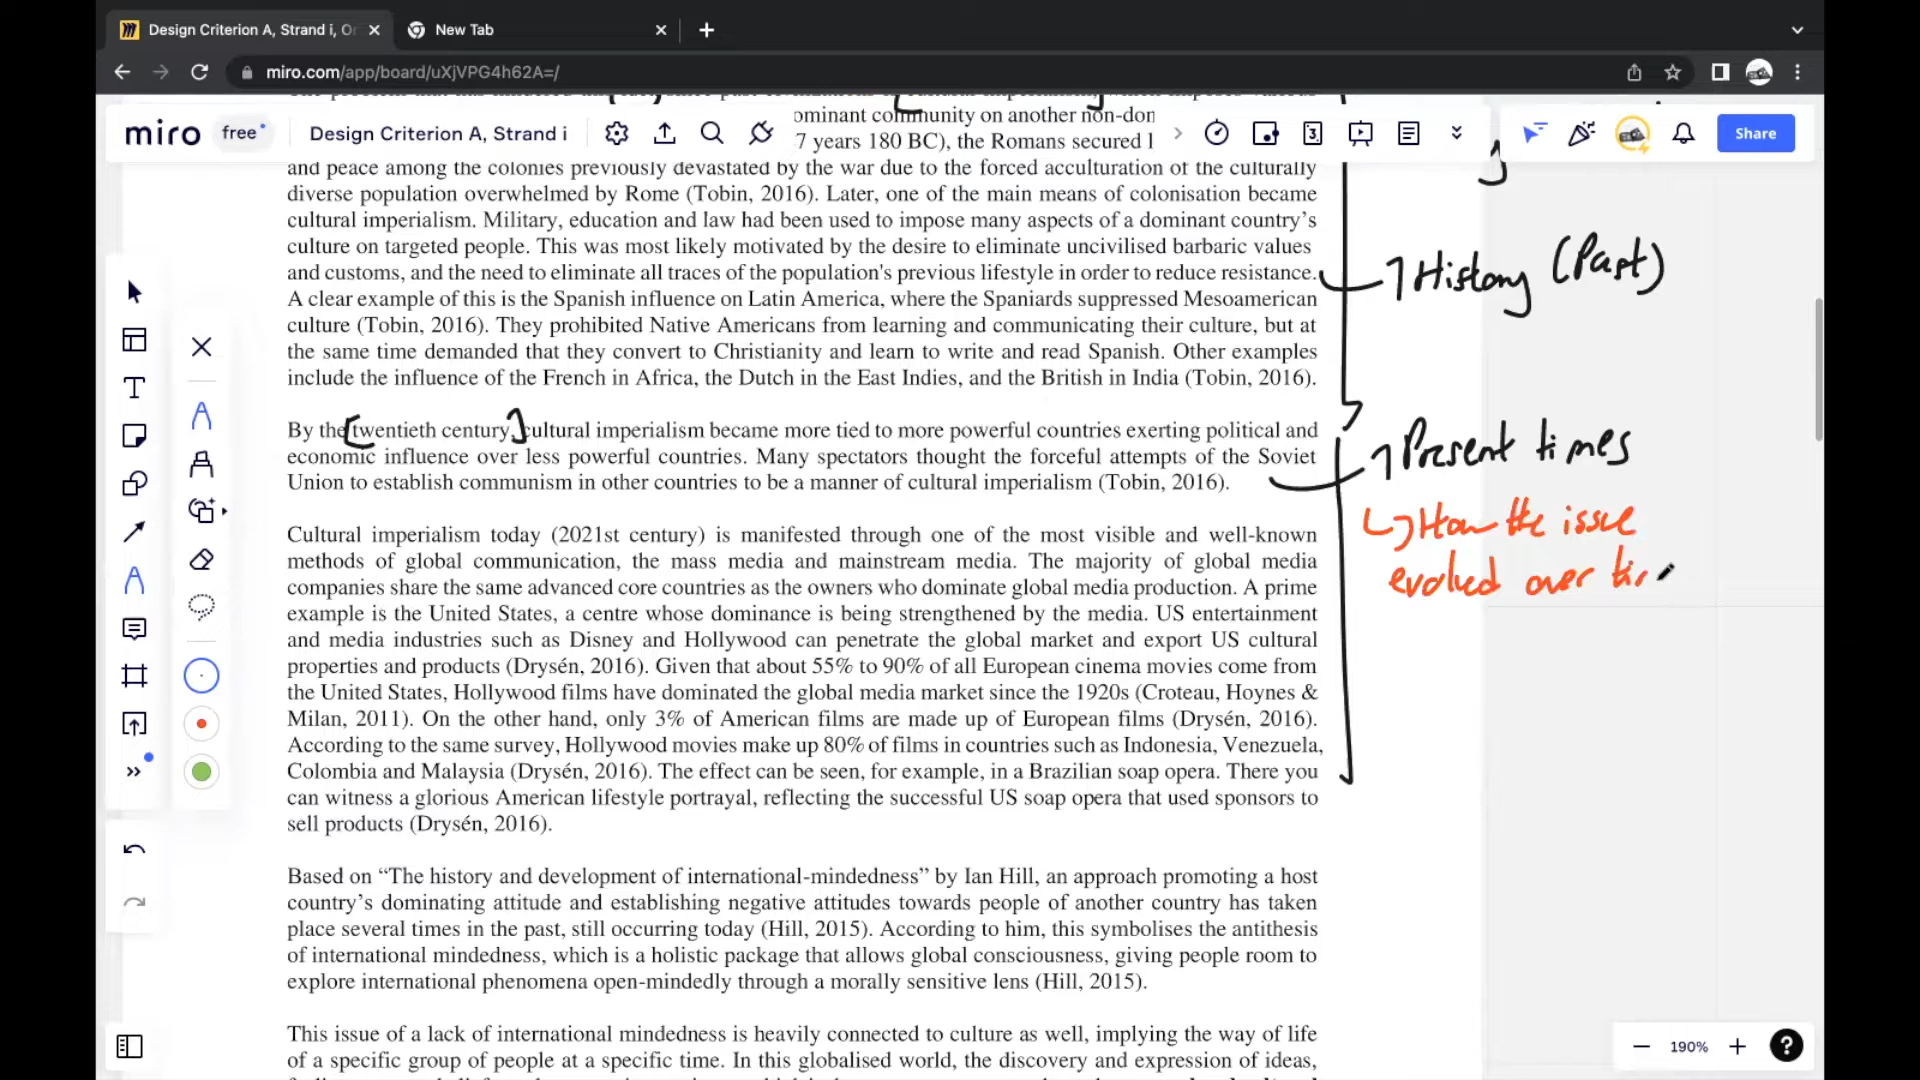 Design Criterion A, Strand i, Or
New Tab
miro.com/app/board/uXjVPG4h62A=/
miro
free
Design Criterion A, Strand i
3
Share
ominant community on another non-don
7 years 180 BC), the Romans secured l
and peace among the colonies previously devastated by the war due to the forced acculturation of the culturally
diverse population overwhelmed by Rome (Tobin, 2016). Later, one of the main means of colonisation became
cultural imperialism. Military, education and law had been used to impose many aspects of a dominant country's
culture on targeted people. This was most likely motivated by the desire to eliminate uncivilised barbaric values
and customs, and the need to eliminate all traces of the population's previous lifestyle in order to reduce resistance.
A clear example of this is the Spanish influence on Latin America, where the Spaniards suppressed Mesoamerican
culture (Tobin, 2016). They prohibited Native Americans from learning and communicating their culture, but at
the same time demanded that they convert to Christianity and learn to write and read Spanish. Other examples
include the influence of the French in Africa, the Dutch in the East Indies, and the British in India (Tobin, 2016).
History (Past)
By the twentieth century, cultural imperialism became more tied to more powerful countries exerting political and
economic influence over less powerful countries. Many spectators thought the forceful attempts of the Soviet
Union to establish communism in other countries to be a manner of cultural imperialism (Tobin, 2016).
Present times
How the issue
evolved over
Cultural imperialism today (2021st century) is manifested through one of the most visible and well-known
methods of global communication, the mass media and mainstream media. The majority of global media
companies share the same advanced core countries as the owners who dominate global media production. A prime
example is the United States, a centre whose dominance is being strengthened by the media. US entertainment
and media industries such as Disney and Hollywood can penetrate the global market and export US cultural
properties and products (Drysén, 2016). Given that about 55% to 90% of all European cinema movies come from
the United States, Hollywood films have dominated the global media market since the 1920s (Croteau, Hoynes &
Milan, 2011). On the other hand, only 3% of American films are made up of European films (Drysén, 2016).
According to the same survey, Hollywood movies make up 80% of films in countries such as Indonesia, Venezuela,
Colombia and Malaysia (Drysén, 2016). The effect can be seen, for example, in a Brazilian soap opera. There you
can witness a glorious American lifestyle portrayal, reflecting the successful US soap opera that used sponsors to
sell products (Drysén, 2016).
Based on “The history and development of international-mindedness” by Ian Hill, an approach promoting a host
country's dominating attitude and establishing negative attitudes towards people of another country has taken
place several times in the past, still occurring today (Hill, 2015). According to him, this symbolises the antithesis
of international mindedness, which is a holistic package that allows global consciousness, giving people room to
explore international phenomena open-mindedly through a morally sensitive lens (Hill, 2015).
This issue of a lack of international mindedness is heavily connected to culture as well, implying the way of life
of a specific group of people at a specific time. In this globalised world, the discovery and expression of ideas,
190%